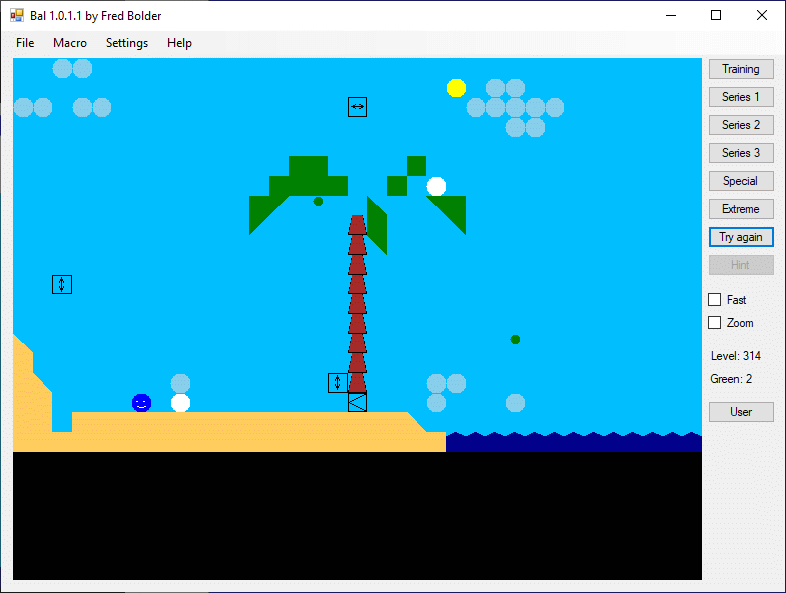 Bal 1.0.1.1 by Fred Bolder
File Macro Settings Help
Training
Series 1
Series 2
Series 3
Special
Extreme
Try again
Hint
Fast
Zoom
Level: 314
Green: 2
User